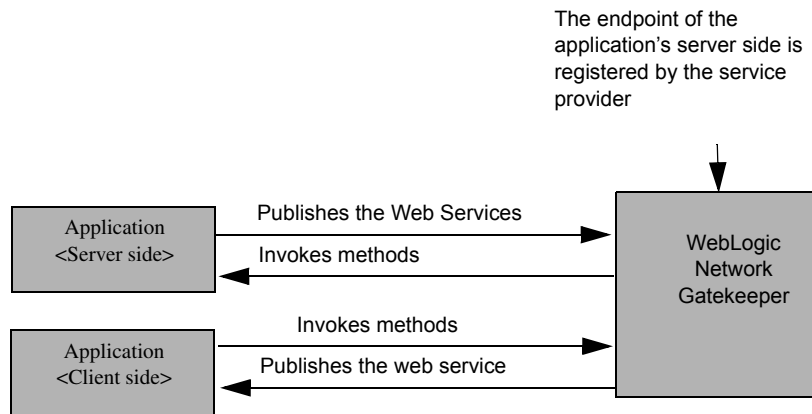 The endpoint of the
application’s server side is
registered by the service
provider
Publishes the Web Services
Application
<Server side>
Invokes methods
WebLogic
Network
Gatekeeper
Invokes methods
Application
<Client side>
Publishes the web service